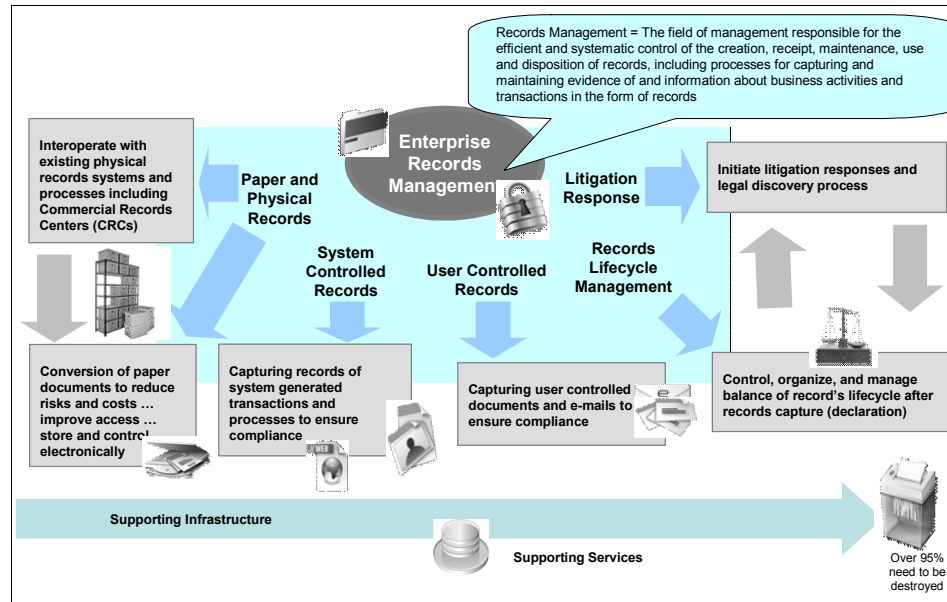 Records Management = The field of management responsible for the
efficient and systematic control of the creation, receipt, maintenance, use
and disposition of records, including processes for capturing and
maintaining evidence of and information about business activities and
transactions in the form of records
Enterprise
Records
Management
Interoperate with
existing physical
records systems and
processes including
Commercial Records
Centers (CRCs)
Paper and
Physical
Records
System
Controlled
Records
User Controlled
Records
Litigation
Response
Records
Lifecycle
Management
Initiate litigation responses and
legal discovery process
Conversion of paper
documents to reduce
risks and costs …
improve access …
store and control
electronically
Capturing records of
system generated
transactions and
processes to ensure
compliance
WEB
Capturing user controlled
documents and e-mails to
ensure compliance
Control, organize, and manage
balance of record's lifecycle after
records capture (declaration)
Supporting Infrastructure
Supporting Services
Over 95%
need to be
destroyed